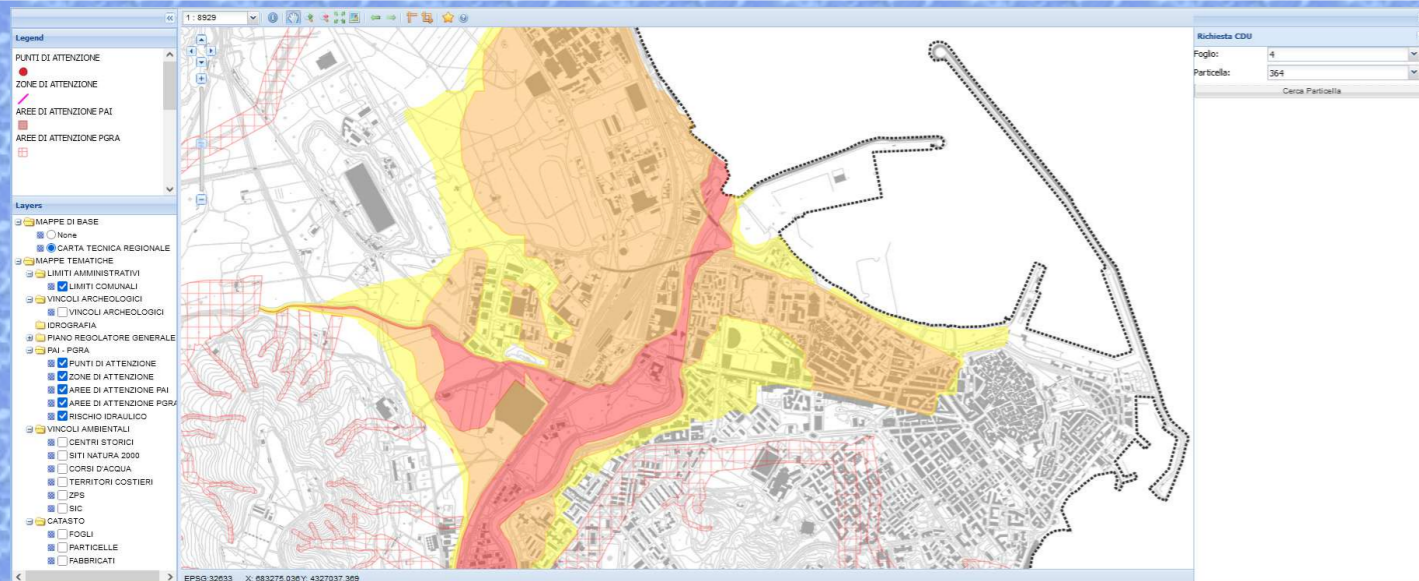 1 : 8929
Legend
PUNTI DI ATTENZIONE
ZONE DI ATTENZIONE
AREE DI ATTENZIONE PAI
AREE DI ATTENZIONE PGRA
Layers
MAPPE DI BASE
None
CARTA TECNICA REGIONALE
MAPPE TEMATICHE
LIMITI AMMINISTRATIVI
LIMITI COMUNALI
VINCOLI ARCHEOLOGICI
VINCOLI ARCHEOLOGICI
IDROGRAFIA
PIANO REGOLATORE GENERALE
PAI - PGRA
PUNTI DI ATTENZIONE
ZONE DI ATTENZIONE
AREE DI ATTENZIONE PAI
AREE DI ATTENZIONE PGRA
RISCHIO IDRAULICO
VINCOLI AMBIENTALI
CENTRI STORICI
SITI NATURA 2000
CORSI D'ACQUA
TERRITORI COSTIERI
ZPS
SIC
CATASTO
FOGLI
PARTICELLE
FABBRICATI
EPSG:32633 X: 683275.036 Y: 4327037.369
Richiesta CDU
Foglio: 4
Particella: 364
Cerca Particella